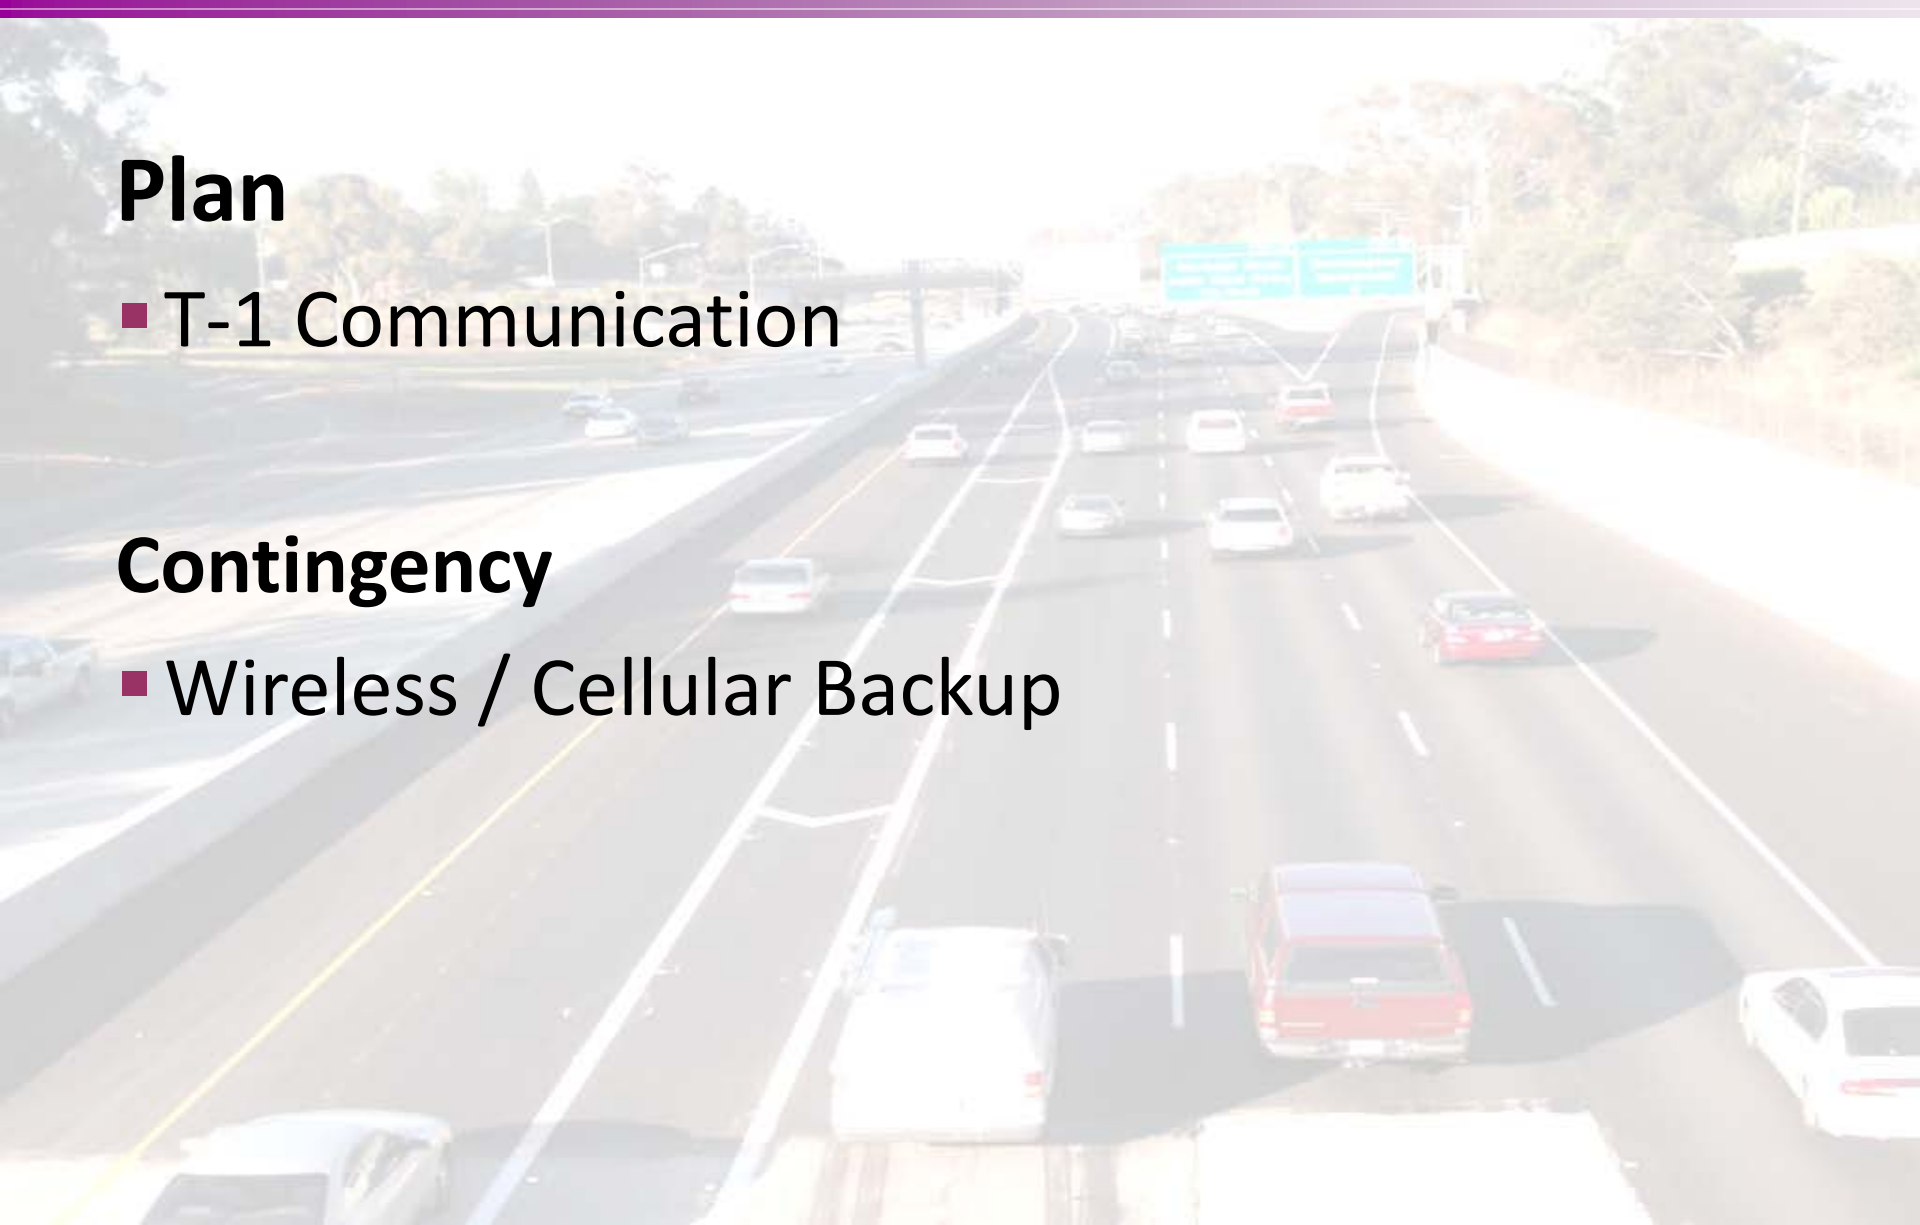 Plan
▪ T-1 Communication
Contingency
▪ Wireless / Cellular Backup